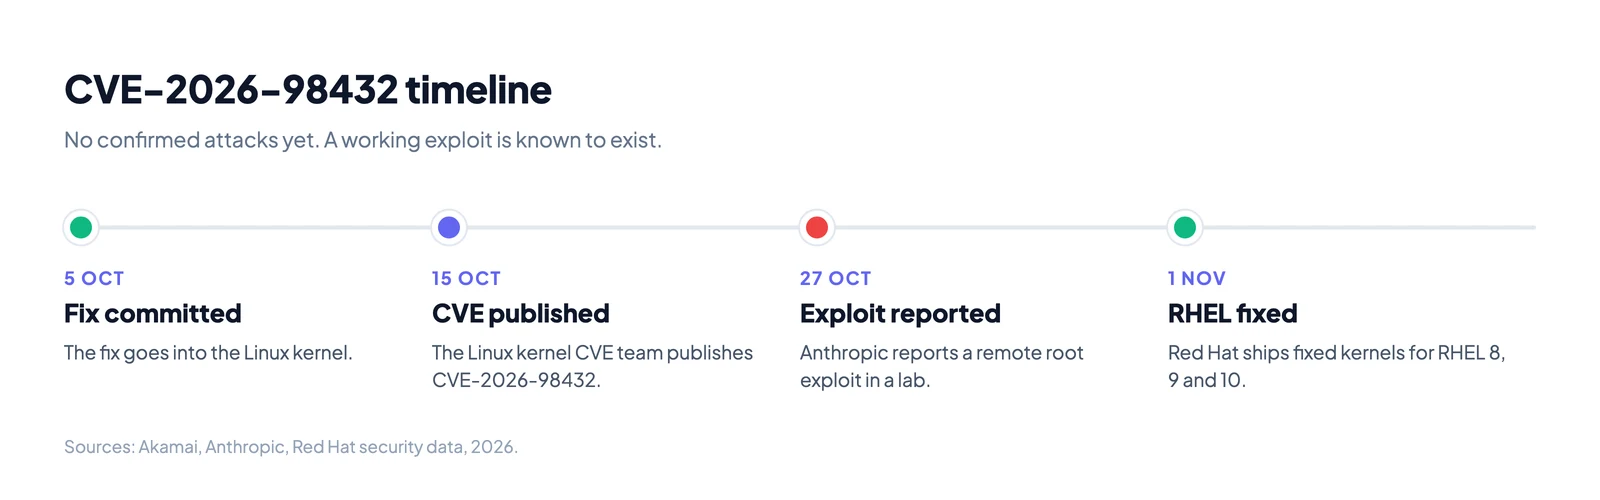 CVE-2026-98432 timeline
No confirmed attacks yet. A working exploit is known to exist.
5 OCT
Fix committed
The fix goes into the Linux kernel.
15 OCT
CVE published
The Linux kernel CVE team publishes
CVE-2026-98432.
27 OCT
Exploit reported
Anthropic reports a remote root
exploit in a lab.
1 NOV
RHEL fixed
Red Hat ships fixed kernels for RHEL 8,
9 and 10.
Sources: Akamai, Anthropic, Red Hat security data, 2026.